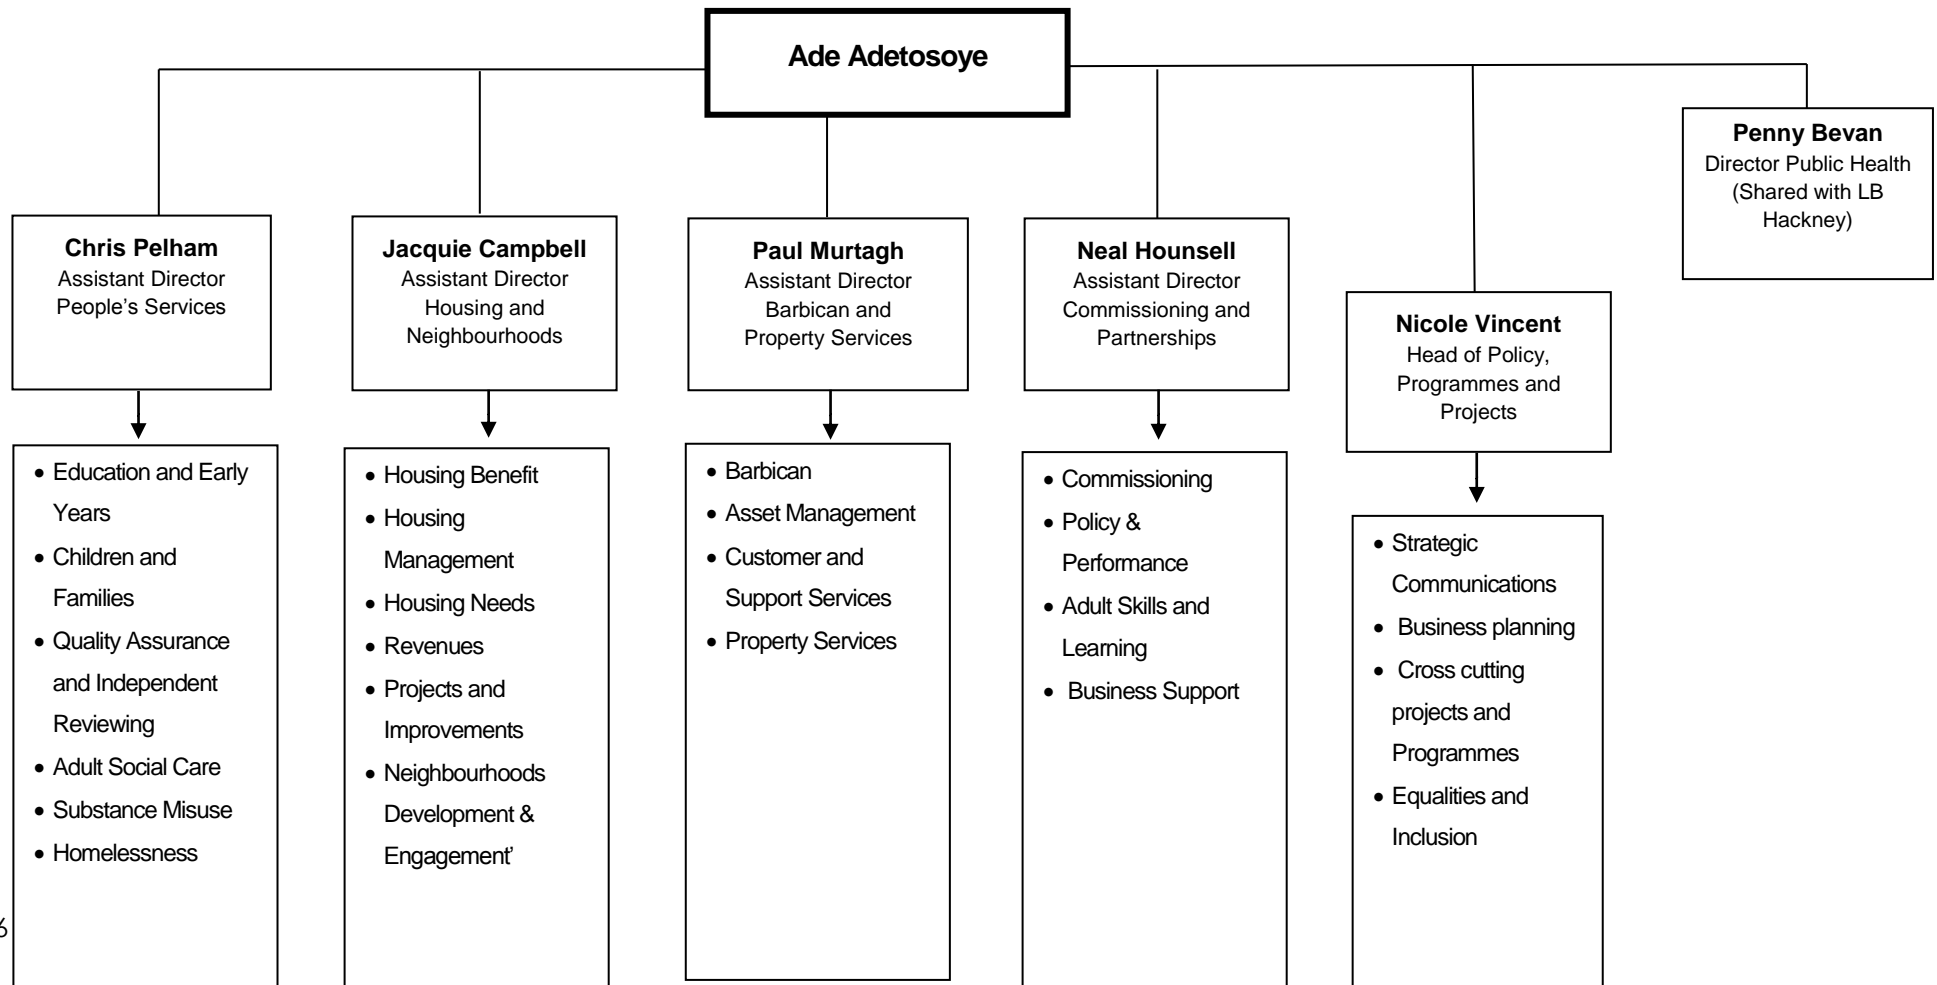 Ade Adetosoye
Penny Bevan
Director Public Health
(Shared with LB
Hackney)
Chris Pelham
Assistant Director
People's Services
Jacquie Campbell
Assistant Director
Housing and
Neighbourhoods
Paul Murtagh
Assistant Director
Barbican and
Property Services
Neal Hounsell
Assistant Director
Commissioning and
Partnerships
Nicole Vincent
Head of Policy,
Programmes and
Projects
• Education and Early
Years
• Children and
Families
• Quality Assurance
and Independent
Reviewing
• Adult Social Care
• Substance Misuse
• Homelessness
• Housing Benefit
• Housing
Management
• Housing Needs
• Revenues
• Projects and
Improvements
• Neighbourhoods
Development &
Engagement'
• Barbican
• Asset Management
• Customer and
Support Services
• Property Services
• Commissioning
• Policy &
Performance
• Adult Skills and
Learning
• Business Support
• Strategic
Communications
• Business planning
• Cross cutting
projects and
Programmes
• Equalities and
Inclusion
6